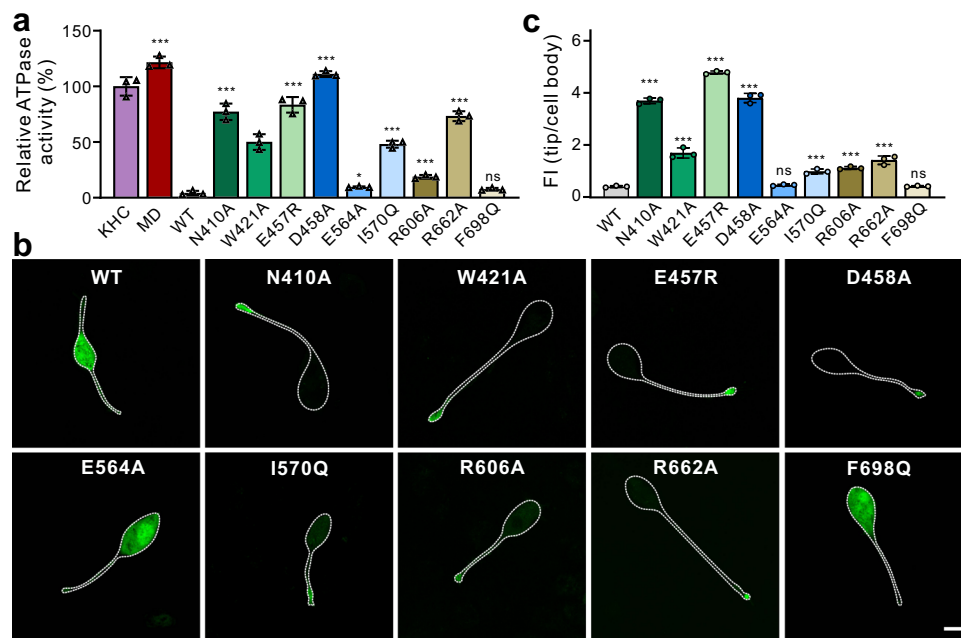 a
Relative ATPase
activity (%)
150
100
50
0
***
***
***
***
*
***
***
***
ns
KHC
MD
WT
N410A
W421A
E457R
D458A
E564A
I570Q
R606A
R662A
F698Q
c
FI (tip/cell body)
6
4
2
0
***
***
***
***
ns
***
***
***
ns
WT
N410A
W421A
E457R
D458A
E564A
I570Q
R606A
R662A
F698Q
b
WT N410A W421A E457R D458A
E564A I570Q R606A R662A F698Q